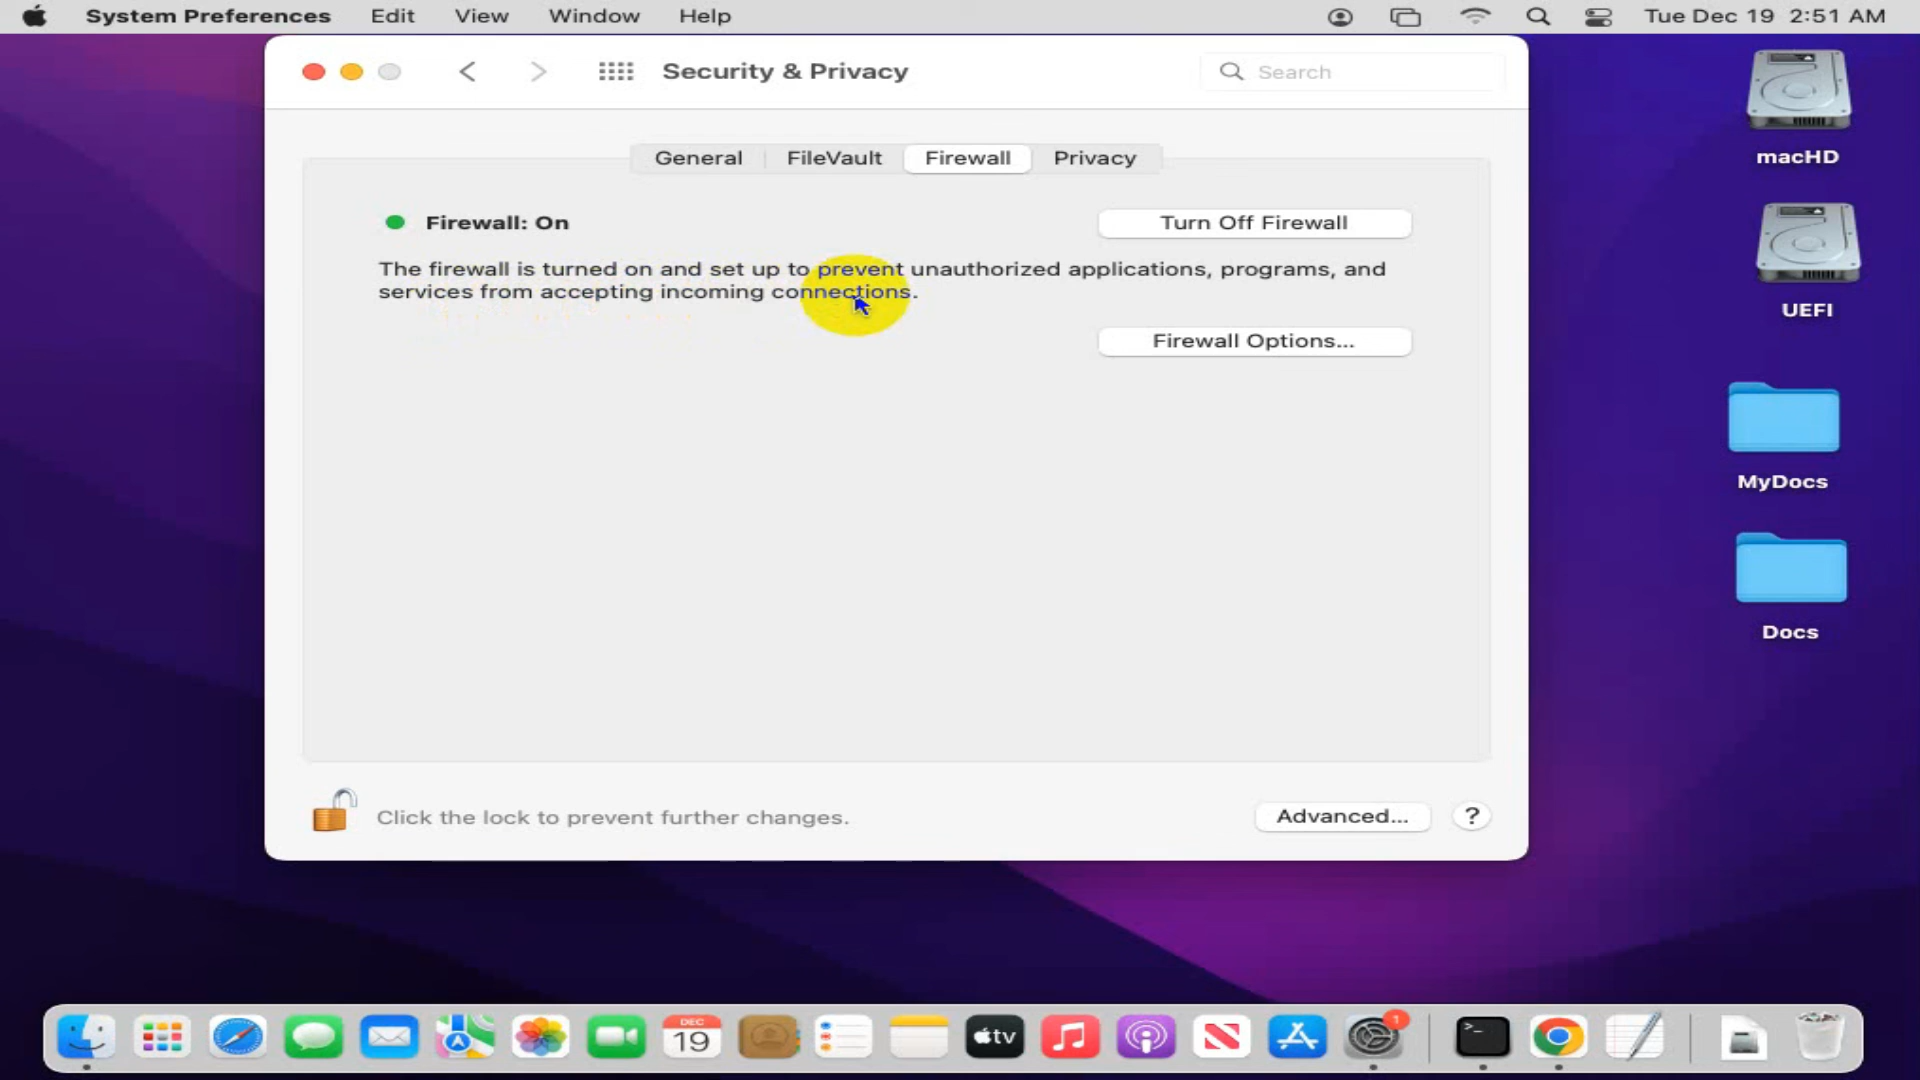 System Preferences Edit View Window Help Tue Dec 19 2:51 AM
Security & Privacy Search
General FileVault Firewall Privacy
Firewall: On Turn Off Firewall
The firewall is turned on and set up to prevent unauthorized applications, programs, and
services from accepting incoming connections.
Firewall Options...
Click the lock to prevent further changes. Advanced... ?
macHD
UEFI
MyDocs
Docs
DEC
19
tv
1
>_